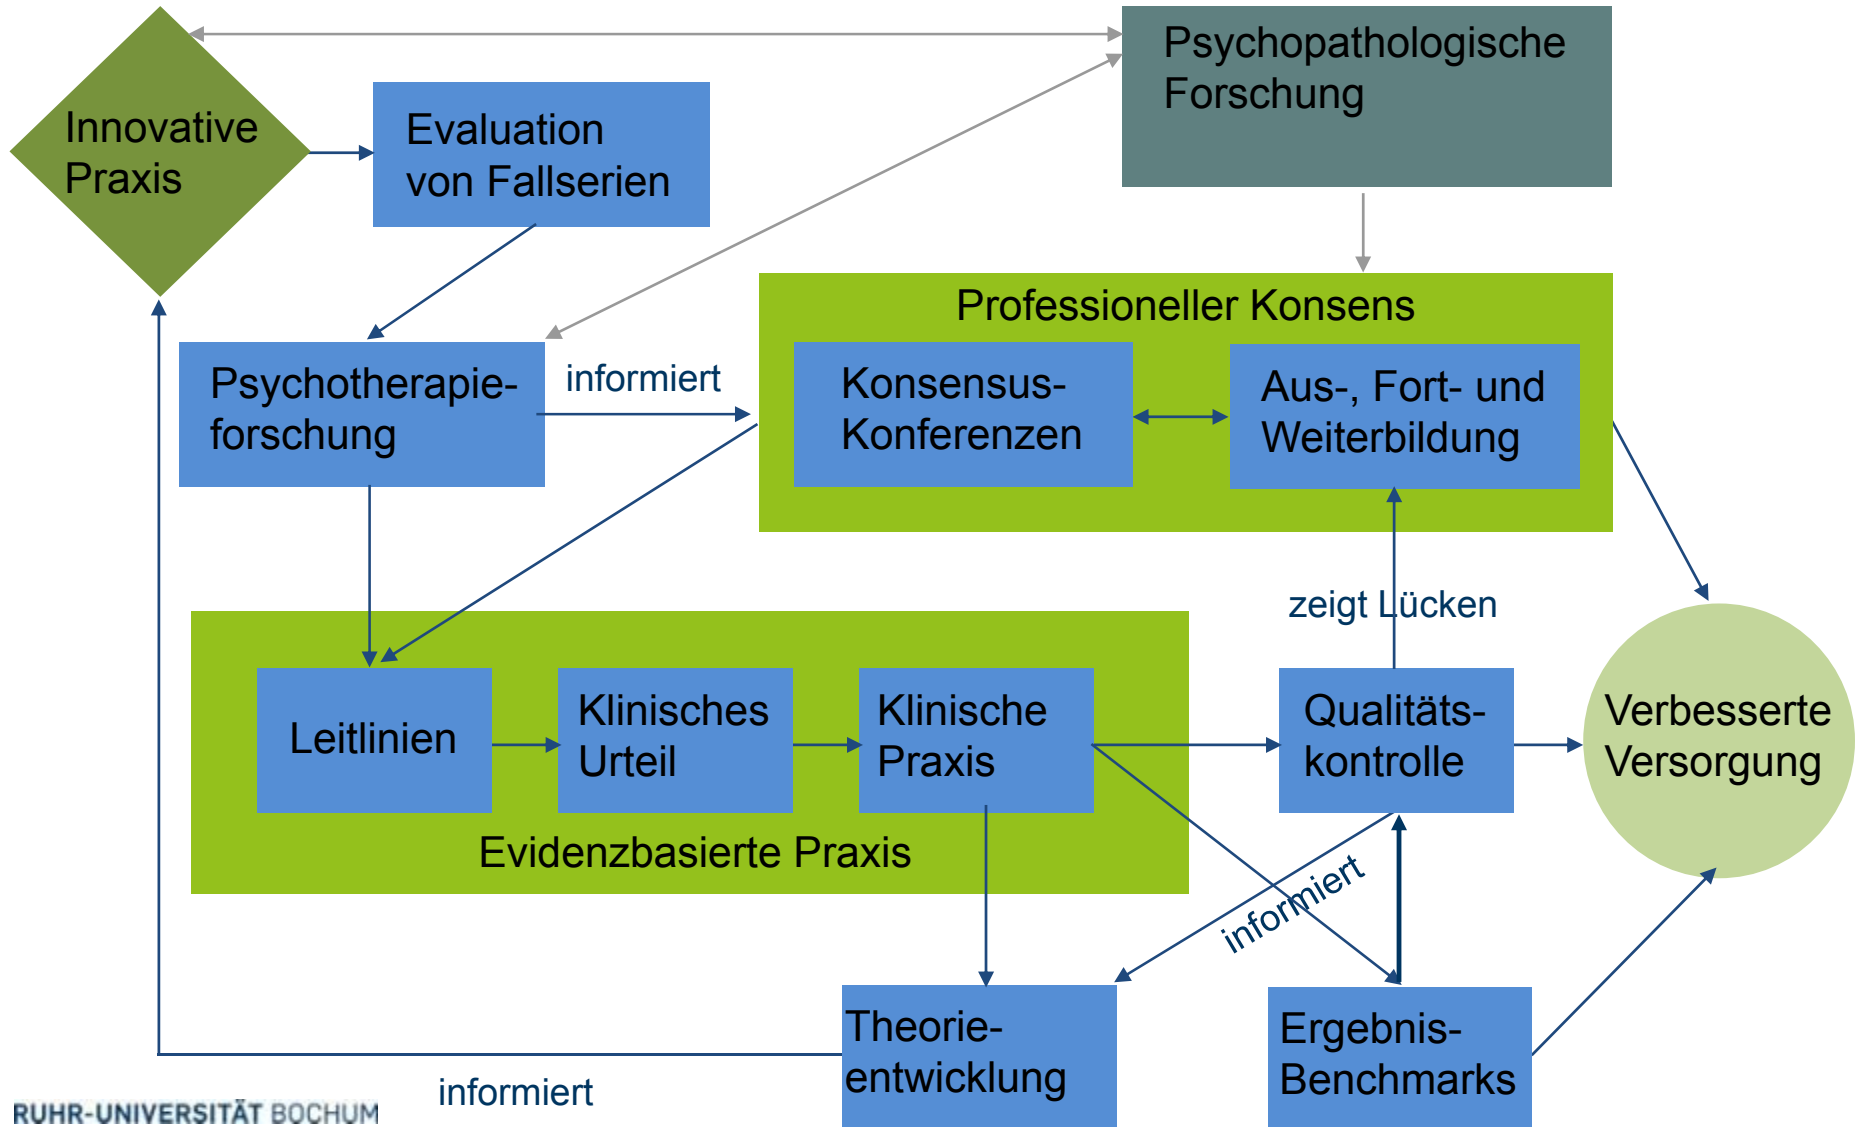 Psychopathologische
Forschung
Innovative
Praxis
Evaluation
von Fallserien
Professioneller Konsens
Psychotherapie-
forschung
informiert
Konsensus-
Konferenzen
Aus-, Fort- und
Weiterbildung
zeigt Lücken
Leitlinien
Klinisches
Urteil
Klinische
Praxis
Qualitäts-
kontrolle
Verbesserte
Versorgung
Evidenzbasierte Praxis
informiert
Theorie-
entwicklung
Ergebnis-
Benchmarks
informiert
RUHR-UNIVERSITÄT BOCHUM